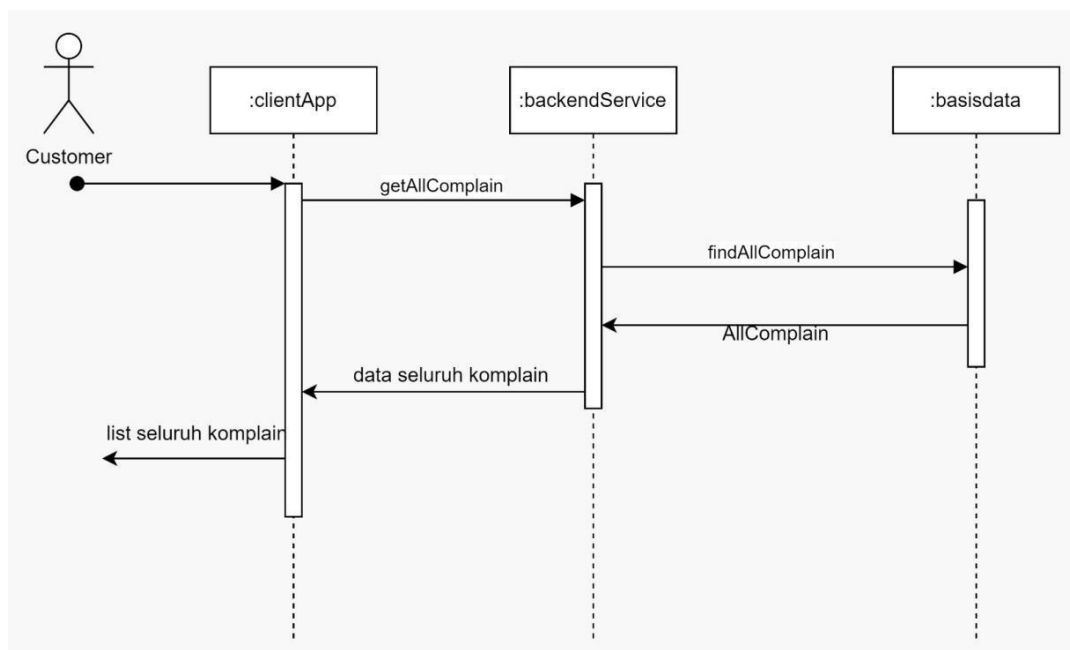 :clientApp
:backendService
:basisdata
Customer
getAllComplain
findAllComplain
AllComplain
data seluruh komplain
list seluruh komplain